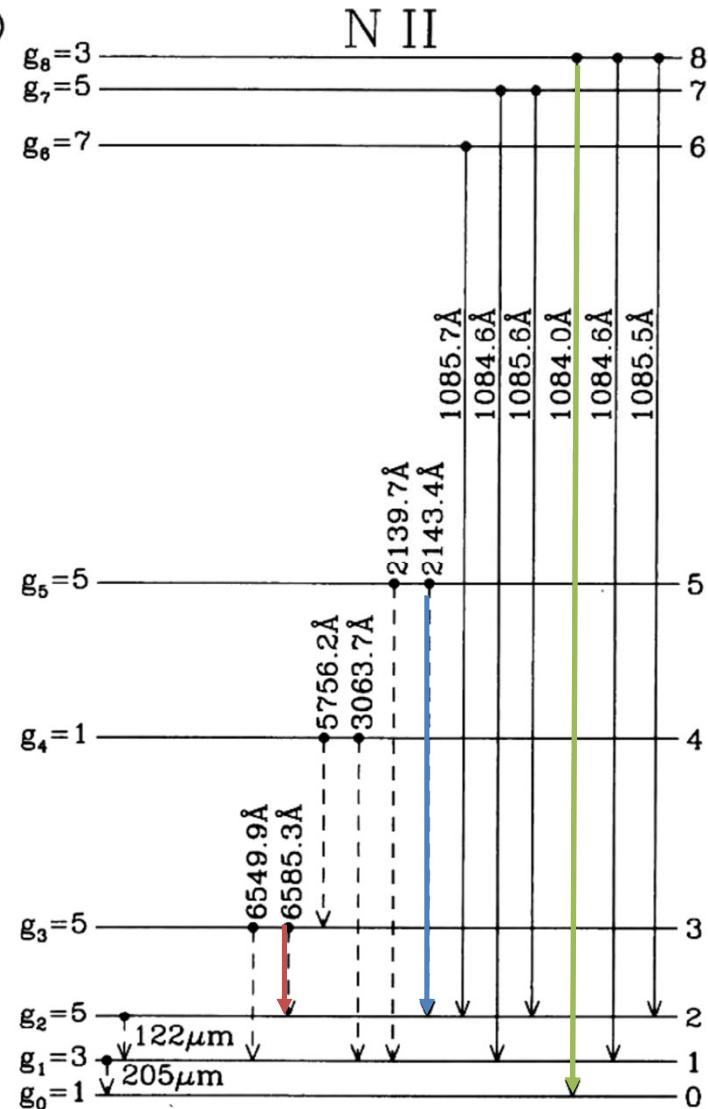 )
N II
g₈=3 8
g₇=5 7
g₆=7 6
1085.7Å
1084.6Å
1085.6Å
1084.0Å
1084.6Å
1085.5Å
2139.7Å
2143.4Å
g₅=5 5
5756.2Å
3063.7Å
g₄=1 4
6549.9Å
6585.3Å
g₃=5 3
g₂=5 2
122μm
g₁=3 1
205μm
g₀=1 0